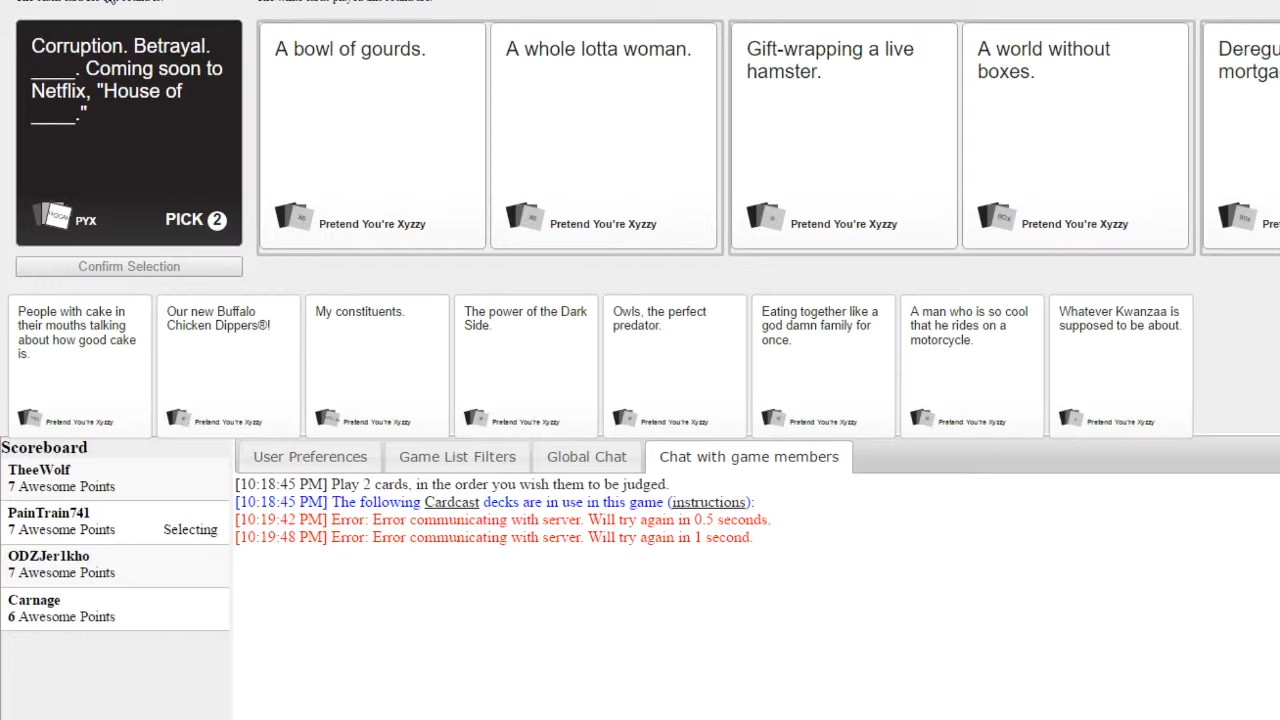 Corruption. Betrayal.
____. Coming soon to
Netflix, "House of
____."
PYX
PICK 2
Confirm Selection
A bowl of gourds.
X6
Pretend You're Xyzzy
A whole lotta woman.
X6
Pretend You're Xyzzy
Gift-wrapping a live
hamster.
Pretend You're Xyzzy
A world without
boxes.
BOX
Pretend You're Xyzzy
Deregu
mortga
90s
Pret
People with cake in
their mouths talking
about how good cake
is.
Pretend You're Xyzzy
Our new Buffalo
Chicken Dippers®!
Pretend You're Xyzzy
My constituents.
Pretend You're Xyzzy
The power of the Dark
Side.
Pretend You're Xyzzy
Owls, the perfect
predator.
Pretend You're Xyzzy
Eating together like a
god damn family for
once.
Pretend You're Xyzzy
A man who is so cool
that he rides on a
motorcycle.
Pretend You're Xyzzy
Whatever Kwanzaa is
supposed to be about.
Pretend You're Xyzzy
Scoreboard
TheeWolf
7 Awesome Points
PainTrain741
7 Awesome Points Selecting
ODZJer1kho
7 Awesome Points
Carnage
6 Awesome Points
User Preferences
Game List Filters
Global Chat
Chat with game members
[10:18:45 PM] Play 2 cards, in the order you wish them to be judged.
[10:18:45 PM] The following Cardcast decks are in use in this game (instructions):
[10:19:42 PM] Error: Error communicating with server. Will try again in 0.5 seconds.
[10:19:48 PM] Error: Error communicating with server. Will try again in 1 second.